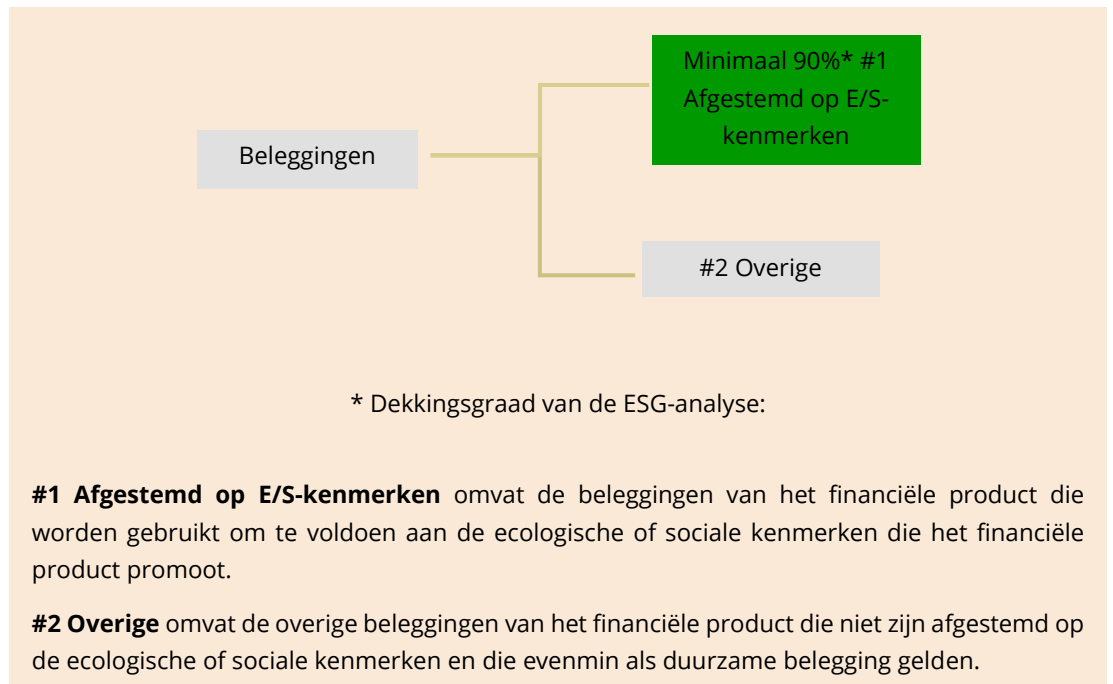 Minimaal 90%* #1
Afgestemd op E/S-
kenmerken
Beleggingen
#2 Overige
* Dekkingsgraad van de ESG-analyse:
#1 Afgestemd op E/S-kenmerken omvat de beleggingen van het financiële product die
worden gebruikt om te voldoen aan de ecologische of sociale kenmerken die het financiële
product promoot.
#2 Overige omvat de overige beleggingen van het financiële product die niet zijn afgestemd op
de ecologische of sociale kenmerken en die evenmin als duurzame belegging gelden.